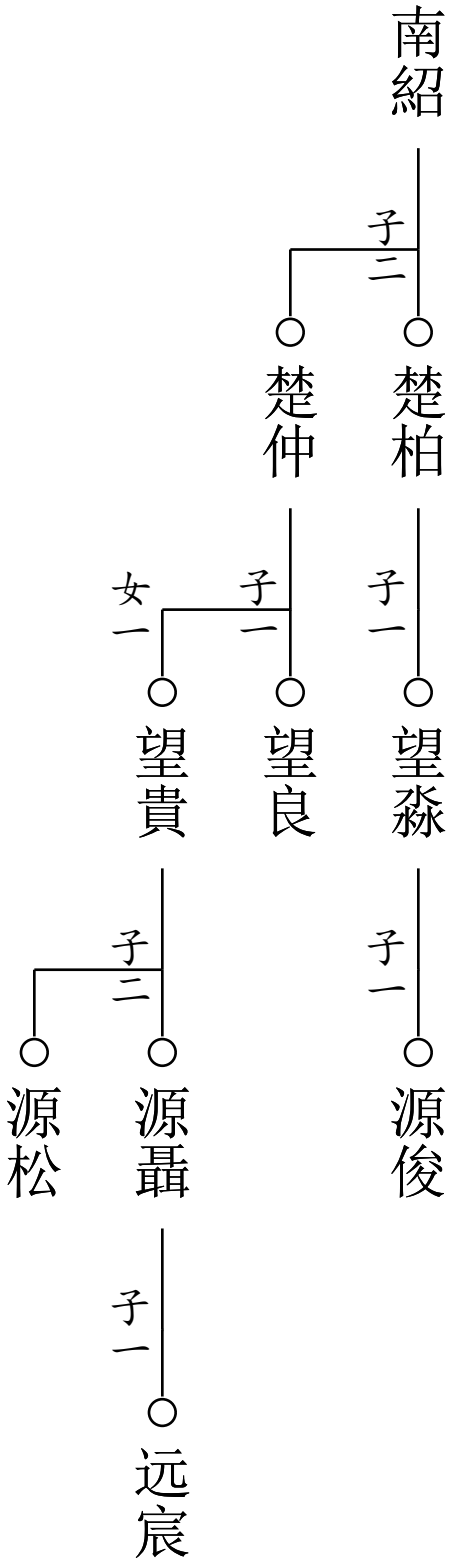 南紹
子二
楚柏
楚仲
子一
子一
女一
望淼
望良
望貴
子一
子二
源俊
源聶
源松
子一
远宸